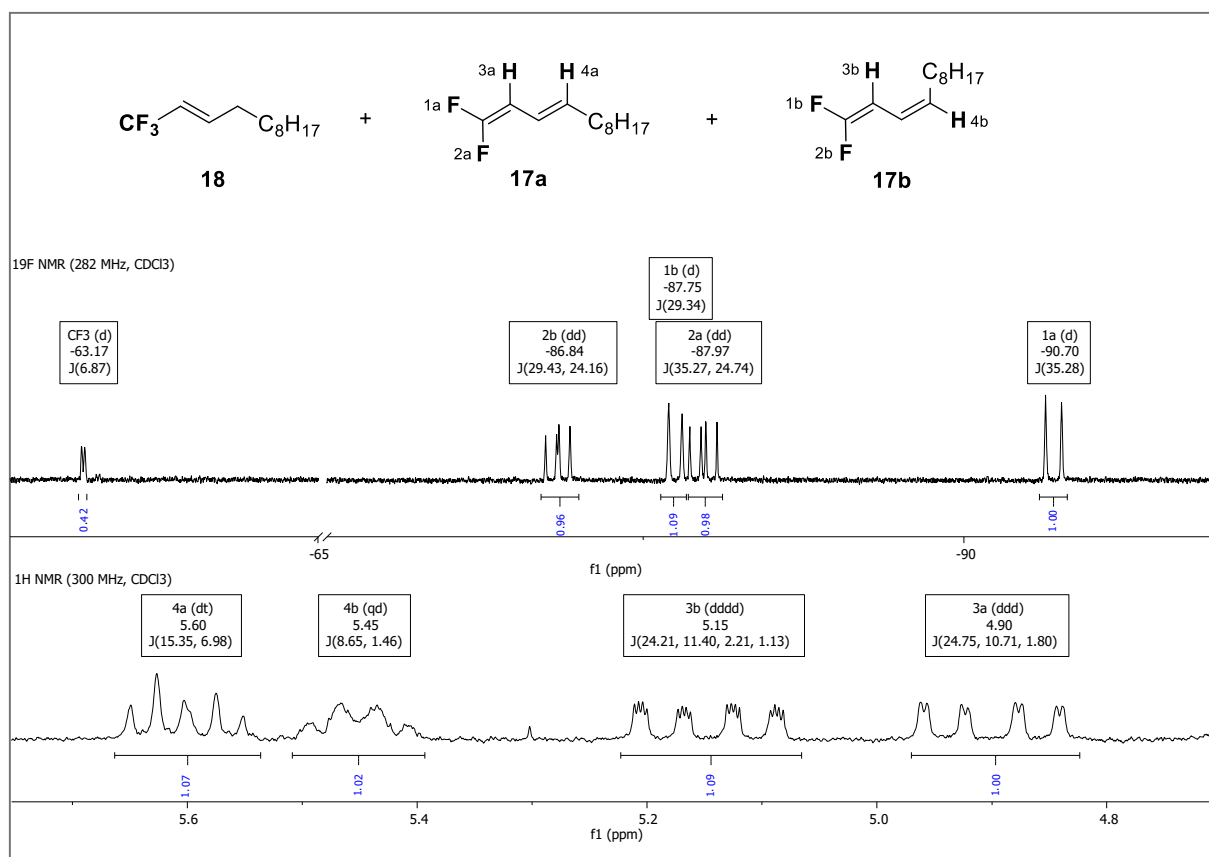 3a H H 4a
3b H C8H17
1a F
1b F
CF3 C8H17 + C8H17 + H 4b
2a F
2b F
18 17a 17b
19F NMR (282 MHz, CDCl3)
CF3 (d)
-63.17
J(6.87)
2b (dd)
-86.84
J(29.43, 24.16)
1b (d)
-87.75
J(29.34)
2a (dd)
-87.97
J(35.27, 24.74)
1a (d)
-90.70
J(35.28)
0.42 0.96 1.09 0.98 1.00
-65 -90
f1 (ppm)
1H NMR (300 MHz, CDCl3)
4a (dt)
5.60
J(15.35, 6.98)
4b (qd)
5.45
J(8.65, 1.46)
3b (dddd)
5.15
J(24.21, 11.40, 2.21, 1.13)
3a (ddd)
4.90
J(24.75, 10.71, 1.80)
1.07 1.02 1.09 1.00
5.6 5.4 5.2 5.0 4.8
f1 (ppm)